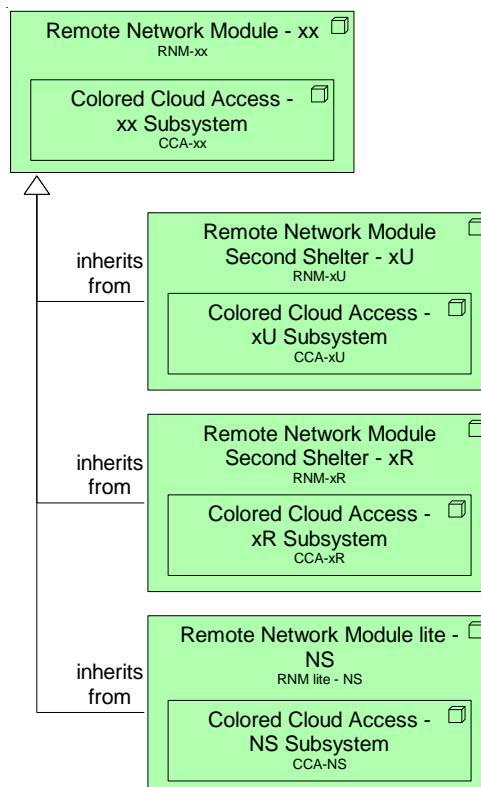 Remote Network Module - xx
RNM-xx
Colored Cloud Access -
xx Subsystem
CCA-xx
inherits
from
Remote Network Module
Second Shelter - xU
RNM-xU
Colored Cloud Access -
xU Subsystem
CCA-xU
inherits
from
Remote Network Module
Second Shelter - xR
RNM-xR
Colored Cloud Access -
xR Subsystem
CCA-xR
inherits
from
Remote Network Module lite -
NS
RNM lite - NS
Colored Cloud Access -
NS Subsystem
CCA-NS